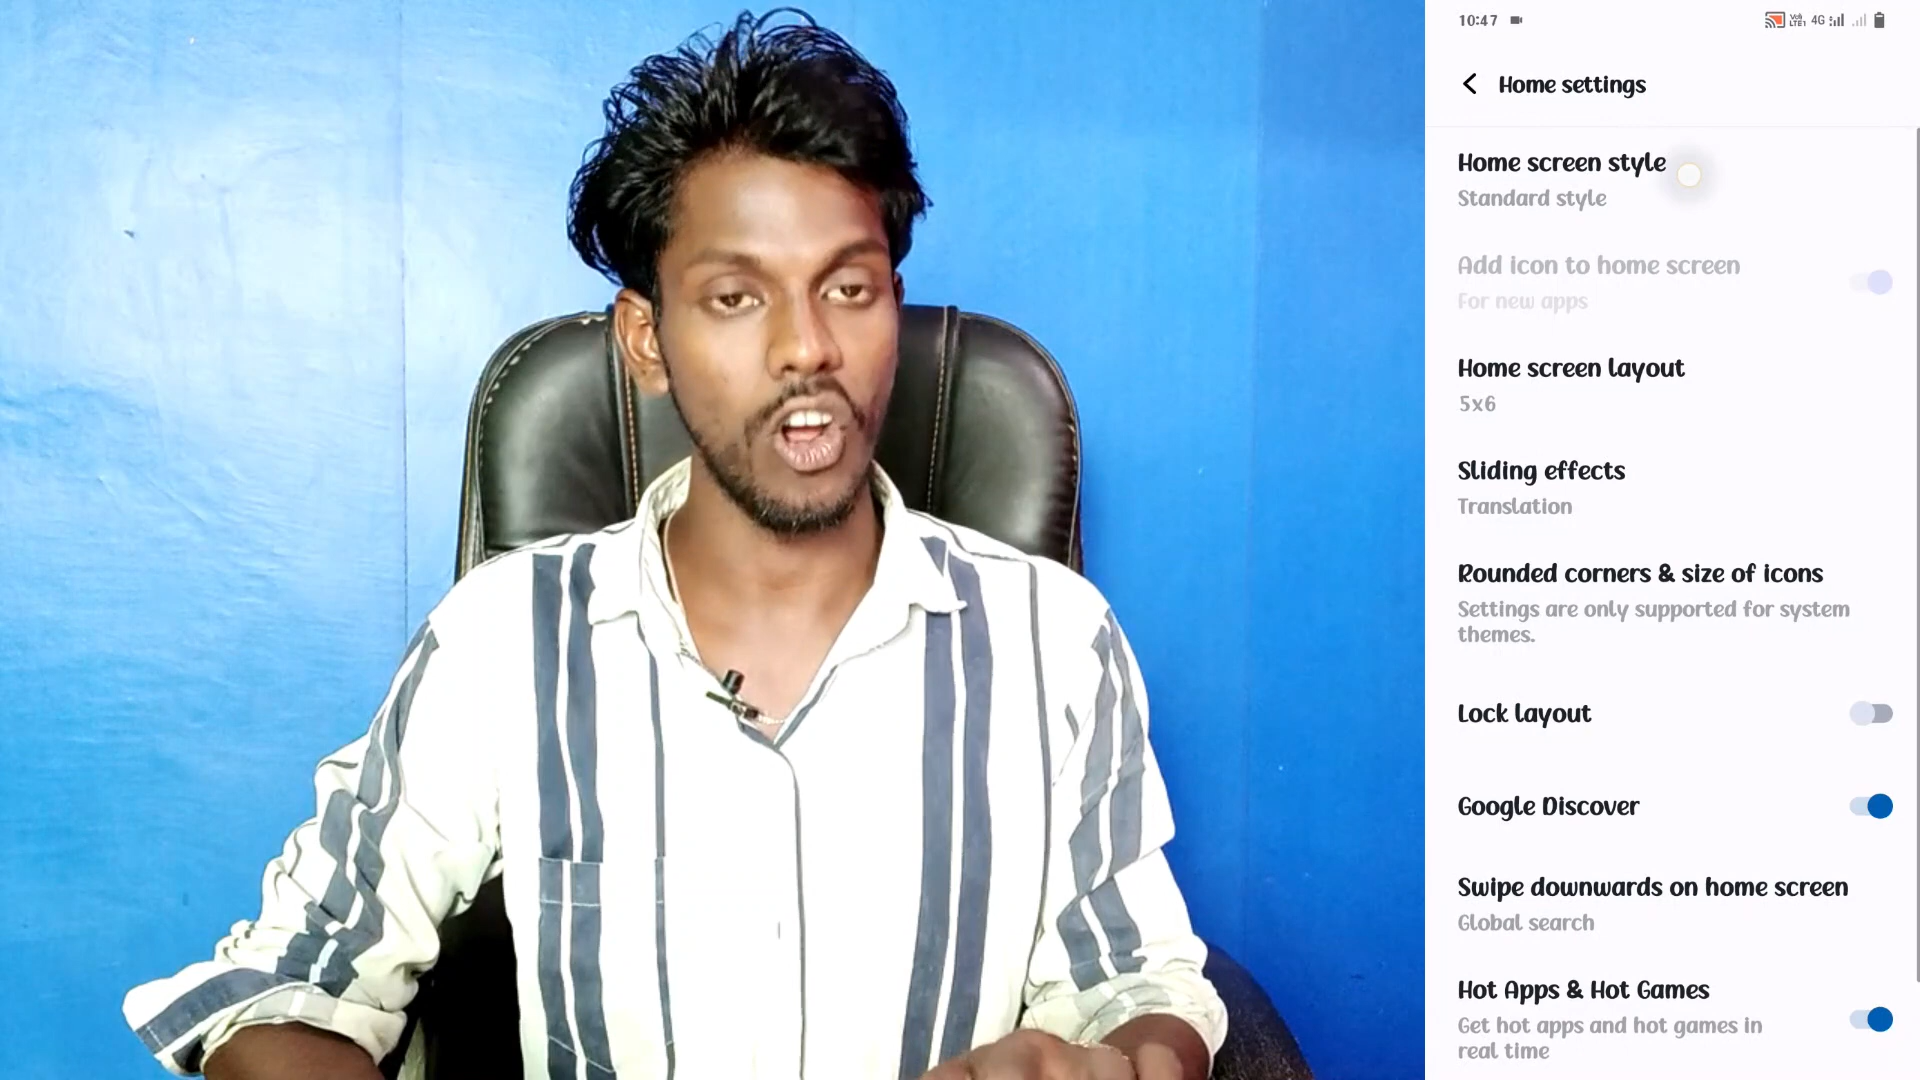 10:47
Vo)) LTE1 4G
Home settings
Home screen style
Standard style
Add icon to home screen
For new apps
Home screen layout
5x6
Sliding effects
Translation
Rounded corners & size of icons
Settings are only supported for system
themes.
Lock layout
Google Discover
Swipe downwards on home screen
Global search
Hot Apps & Hot Games
Get hot apps and hot games in
real time